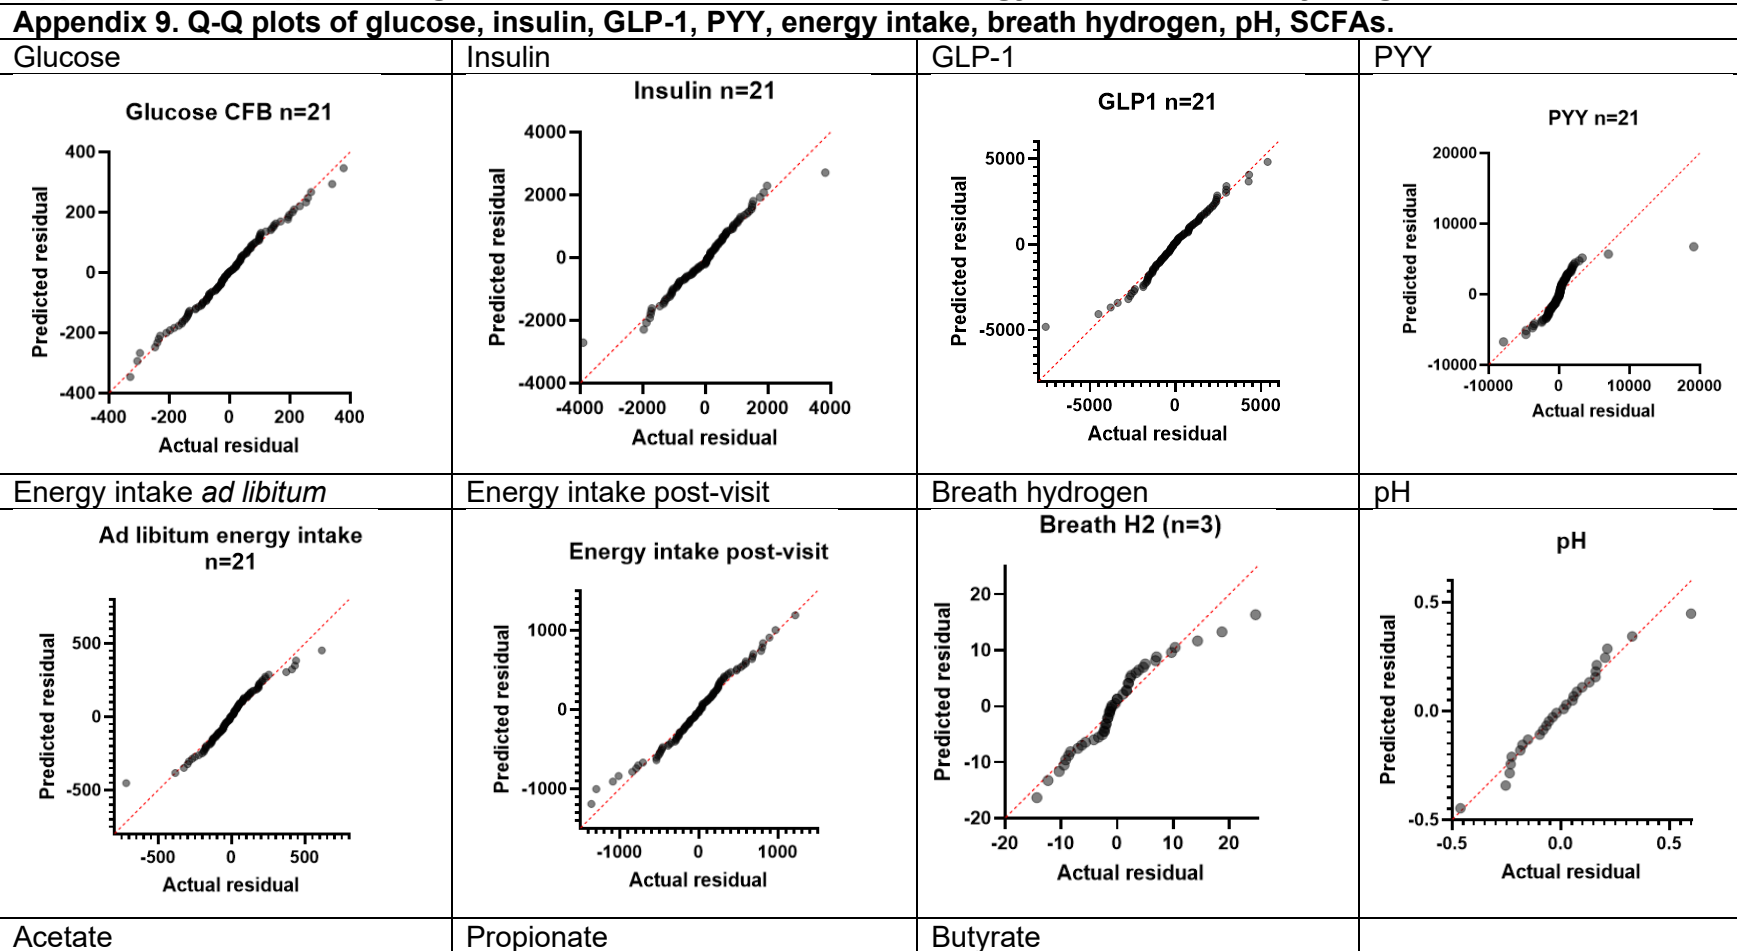 Appendix 9. Q-Q plots of glucose, insulin, GLP-1, PYY, energy intake, breath hydrogen, pH, SCFAs.
Glucose
Insulin
GLP-1
PYY
Glucose CFB n=21
400
200
0
-200
-400
Predicted residual
-400 -200 0 200 400
Actual residual
Insulin n=21
4000
2000
0
-2000
-4000
Predicted residual
-4000 -2000 0 2000 4000
Actual residual
GLP1 n=21
5000
0
-5000
Predicted residual
-5000 0 5000
Actual residual
PYY n=21
20000
10000
0
-10000
Predicted residual
-10000 0 10000 20000
Actual residual
Energy intake ad libitum
Energy intake post-visit
Breath hydrogen
pH
Ad libitum energy intake
n=21
500
0
-500
Predicted residual
-500 0 500
Actual residual
Energy intake post-visit
1000
0
-1000
Predicted residual
-1000 0 1000
Actual residual
Breath H2 (n=3)
20
10
0
-10
-20
Predicted residual
-20 -10 0 10 20
Actual residual
pH
0.5
0.0
-0.5
Predicted residual
-0.5 0.0 0.5
Actual residual
Acetate
Propionate
Butyrate